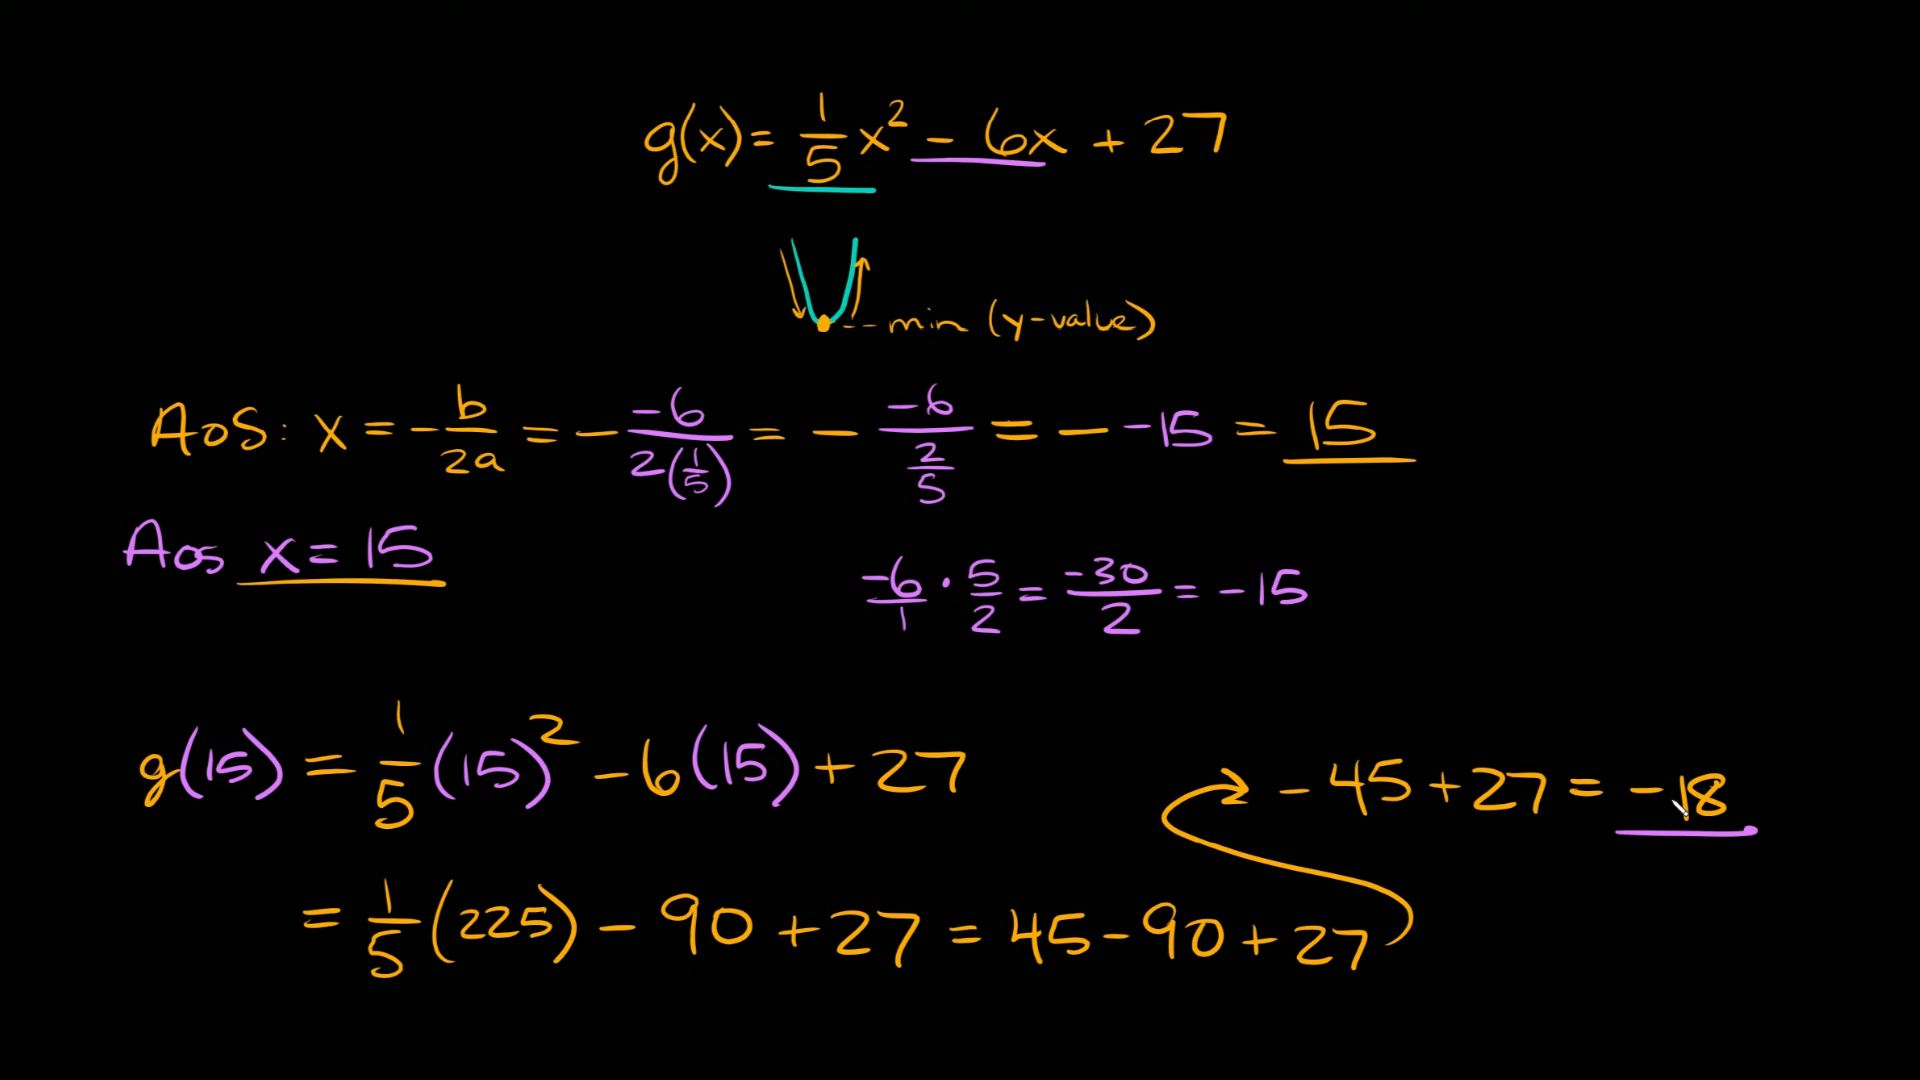 g(x) = 1/5 x² - 6x + 27
-- min (y-value)
AoS: x = - b/2a = - -6/2(1/5) = - -6/(2/5) = - -15 = 15
Aos x = 15
-6/1 · 5/2 = -30/2 = -15
g(15) = 1/5 (15)² - 6(15) + 27
- 45 + 27 = -18
= 1/5 (225) - 90 + 27 = 45 - 90 + 27